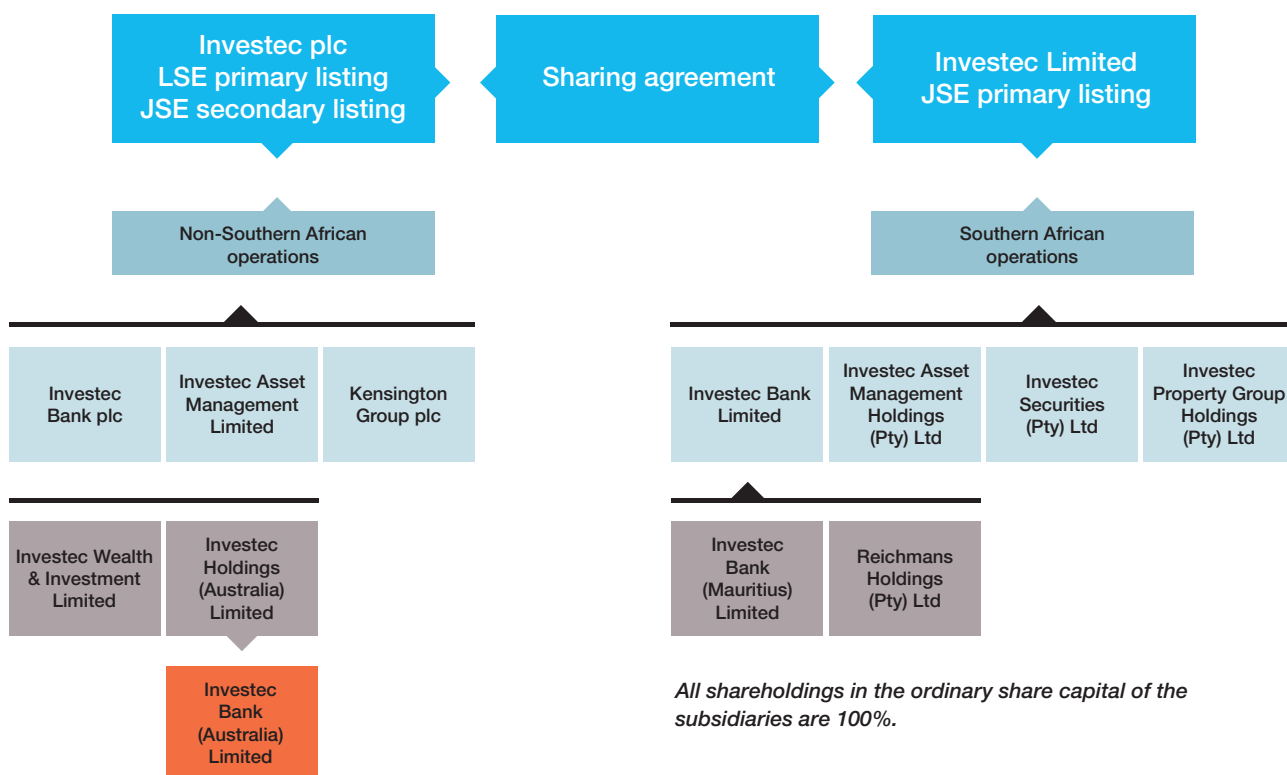 Investec plc
LSE primary listing
JSE secondary listing
Sharing agreement
Investec Limited
JSE primary listing
Non-Southern African
operations
Southern African
operations
Investec
Bank plc
Investec Asset
Management
Limited
Kensington
Group plc
Investec Bank
Limited
Investec Asset
Management
Holdings
(Pty) Ltd
Investec
Securities
(Pty) Ltd
Investec
Property Group
Holdings
(Pty) Ltd
Investec Wealth
& Investment
Limited
Investec
Holdings
(Australia)
Limited
Investec
Bank
(Mauritius)
Limited
Reichmans
Holdings
(Pty) Ltd
Investec
Bank
(Australia)
Limited
All shareholdings in the ordinary share capital of the
subsidiaries are 100%.